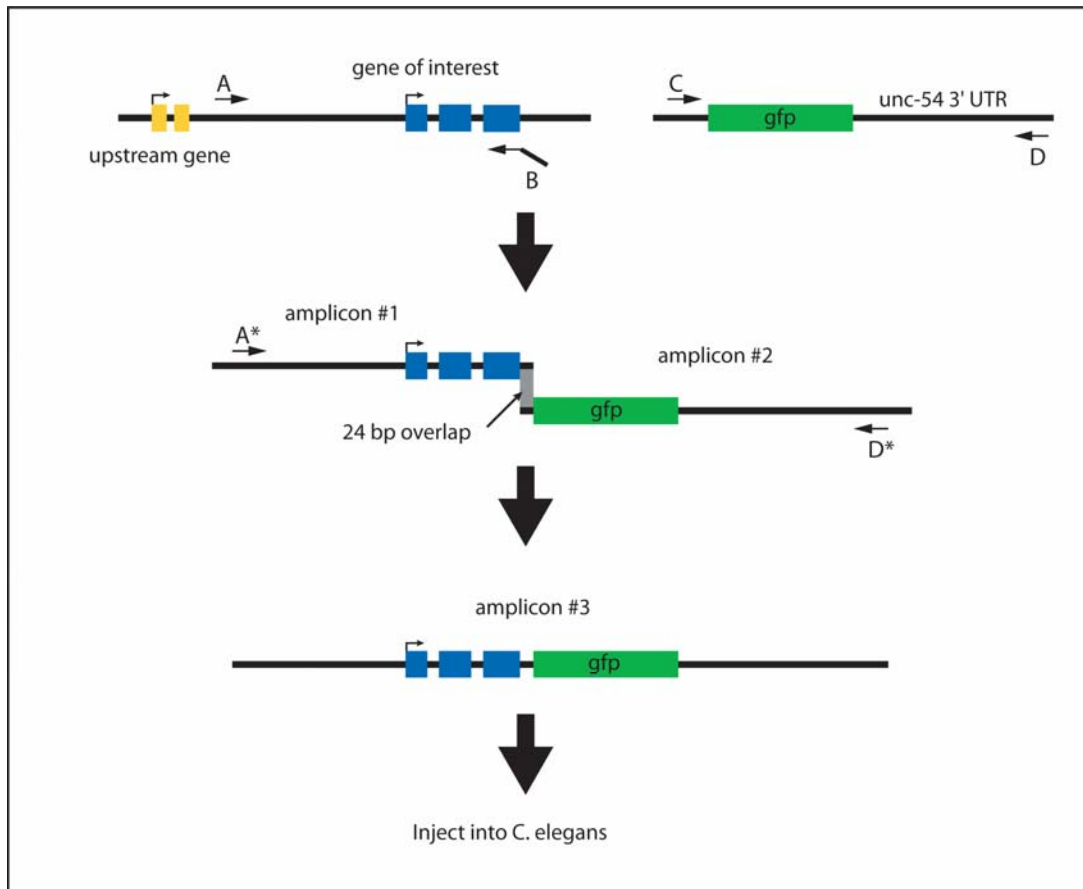 gene of interest
A
C
unc-54 3' UTR
gfp
upstream gene
B
D
amplicon #1
A*
amplicon #2
gfp
24 bp overlap
D*
amplicon #3
gfp
Inject into C. elegans